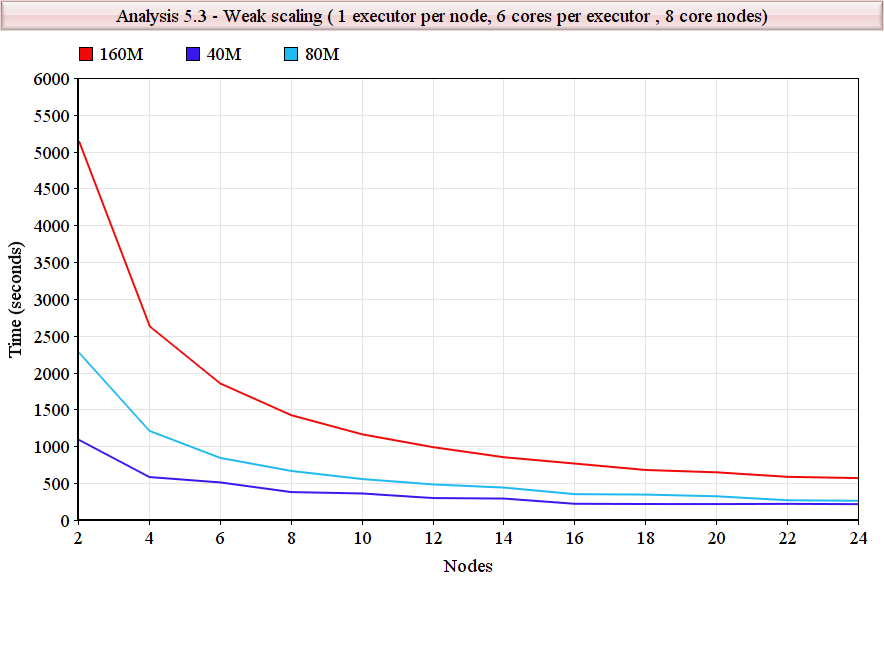 Analysis 5.3 - Weak scaling ( 1 executor per node, 6 cores per executor , 8 core nodes)
160M 40M 80M
6000
5500
5000
4500
4000
3500
3000
2500
2000
1500
1000
500
0
Time (seconds)
2 4 6 8 10 12 14 16 18 20 22 24
Nodes